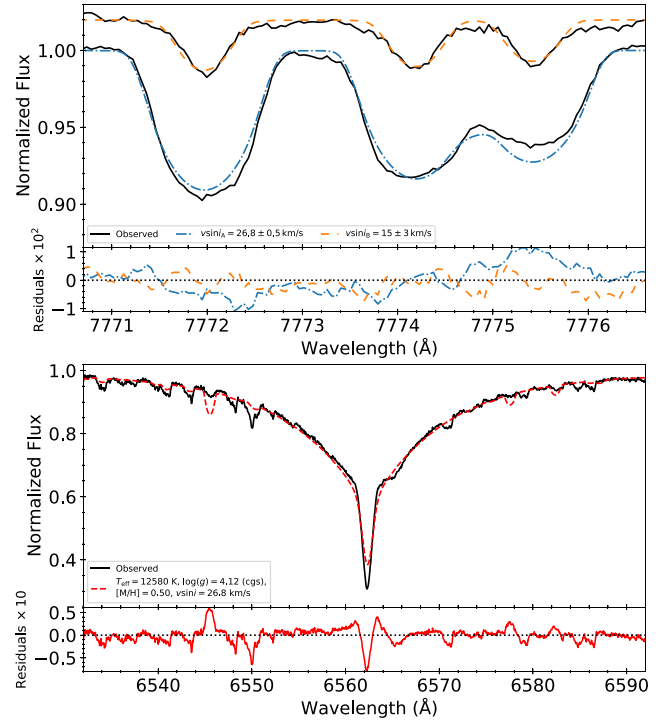 1.00
0.95
0.90
Normalized Flux
Observed
vsini_A = 26,8 ± 0,5 km/s
vsini_B = 15 ± 3 km/s
1
0
−1
Residuals × 10²
7771 7772 7773 7774 7775 7776
Wavelength (Å)
1.0
0.8
0.6
0.4
Normalized Flux
Observed
T_eff = 12580 K, log(g) = 4.12 (cgs),
[M/H] = 0.50, vsini = 26.8 km/s
0.5
0.0
−0.5
Residuals × 10
6540 6550 6560 6570 6580 6590
Wavelength (Å)